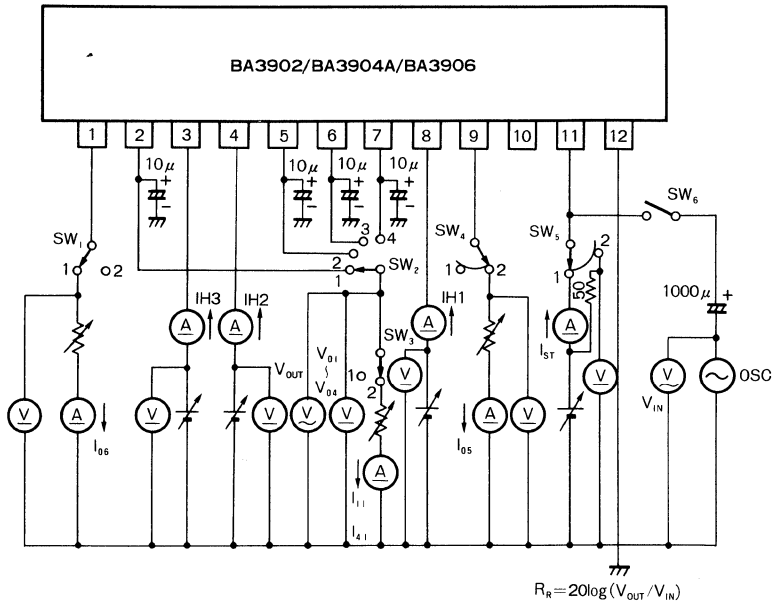 BA3902/BA3904A/BA3906
1 2 3 4 5 6 7 8 9 10 11 12
10μ + - 10μ + - 10μ + - 10μ + -
SW1 1 2
3 4
2 1 SW2
SW4 1 2
SW5 1 2
SW6
50
1000μ +
IH3 IH2 IH1
A A A A
IST
VOUT V01 ~ V04
SW3 1 2
V A V V V V V A V V V OSC
I06 I05 VIN
A
I11
I41
RR=20log(VOUT/VIN)